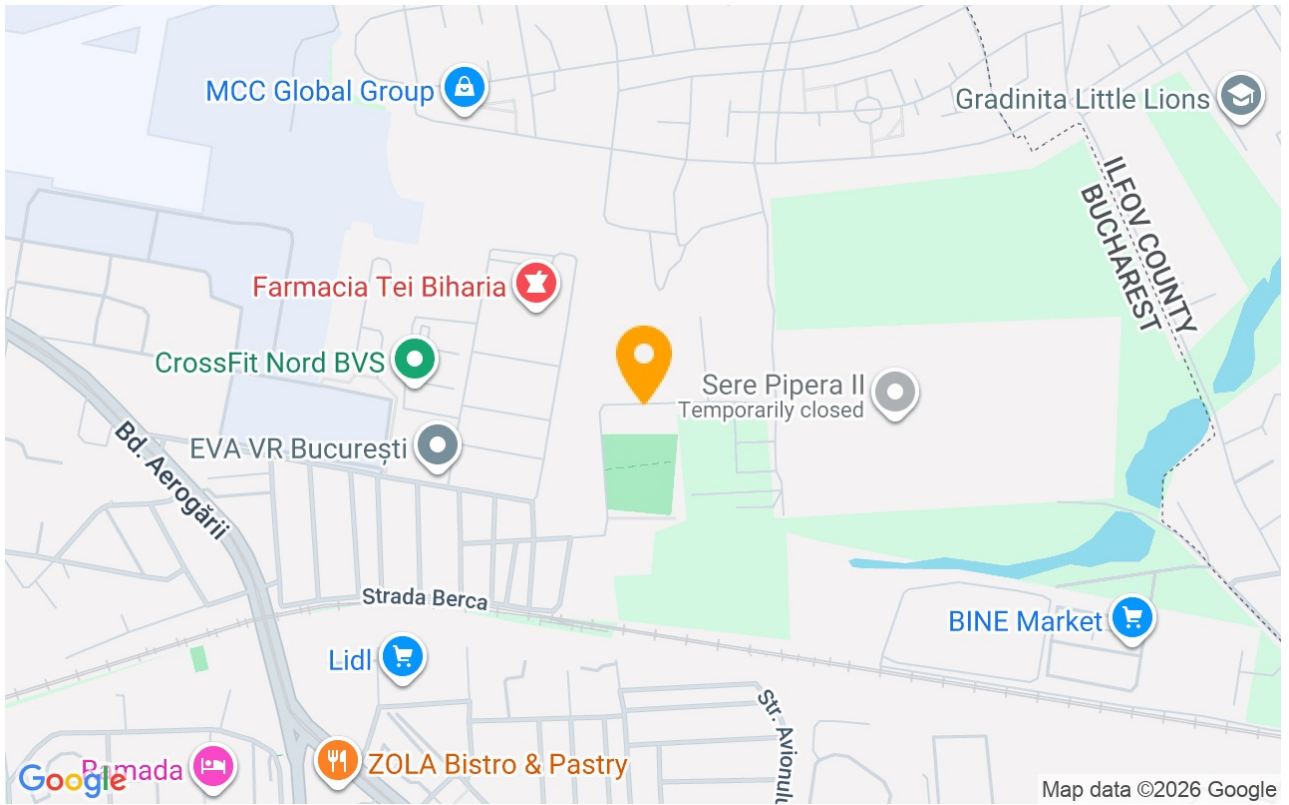 MCC Global Group
Gradinita Little Lions
ILFOV COUNTY
BUCHAREST
Farmacia Tei Biharia
CrossFit Nord BVS
Sere Pipera II
Temporarily closed
EVA VR București
Bd. Aerogării
Strada Berca
BINE Market
Lidl
Str. Avionulu
ZOLA Bistro & Pastry
Ramada
Google
Map data ©2026 Google